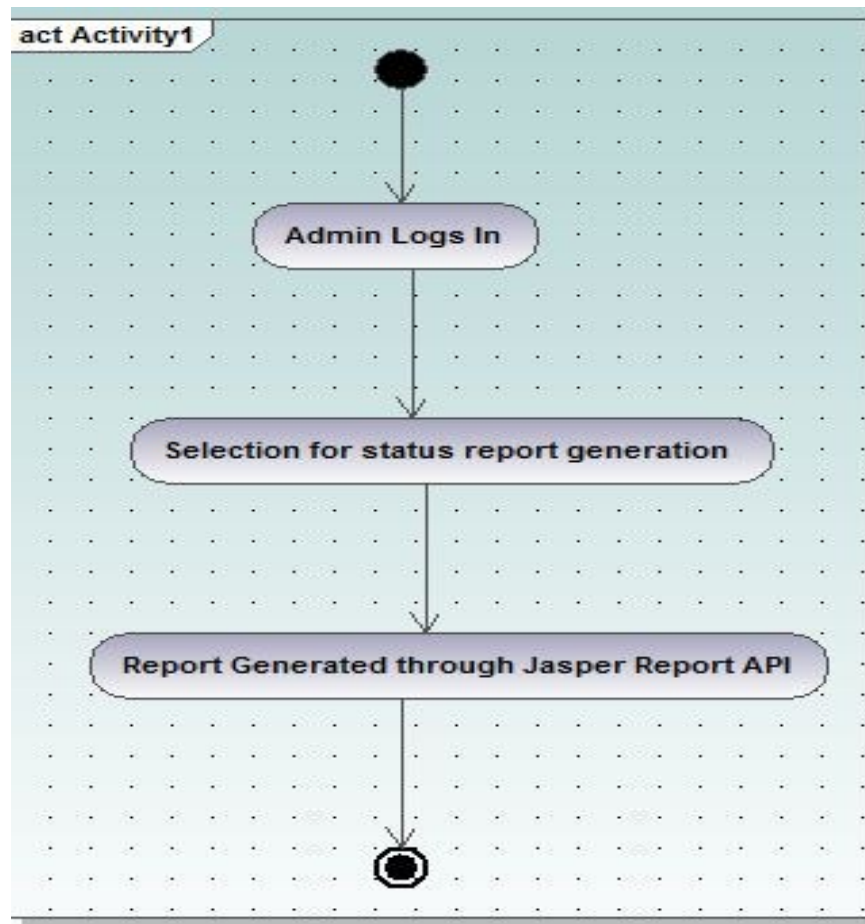 act Activity1
Admin Logs In
Selection for status report generation
Report Generated through Jasper Report API